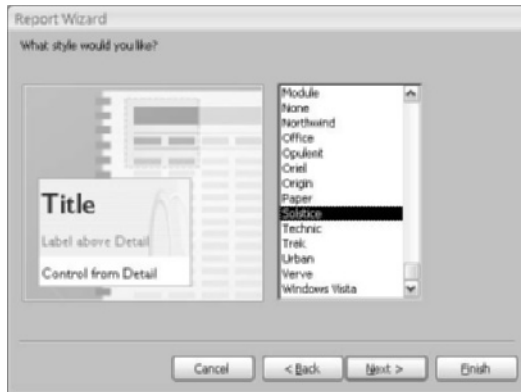 Report Wizard
What style would you like?
Title
Label above Detail
Control from Detail
Module
None
Northwind
Office
Opulent
Oriel
Origin
Paper
Solstice
Technic
Trek
Urban
Verve
Windows Vista
Cancel
< Back
Next >
Finish